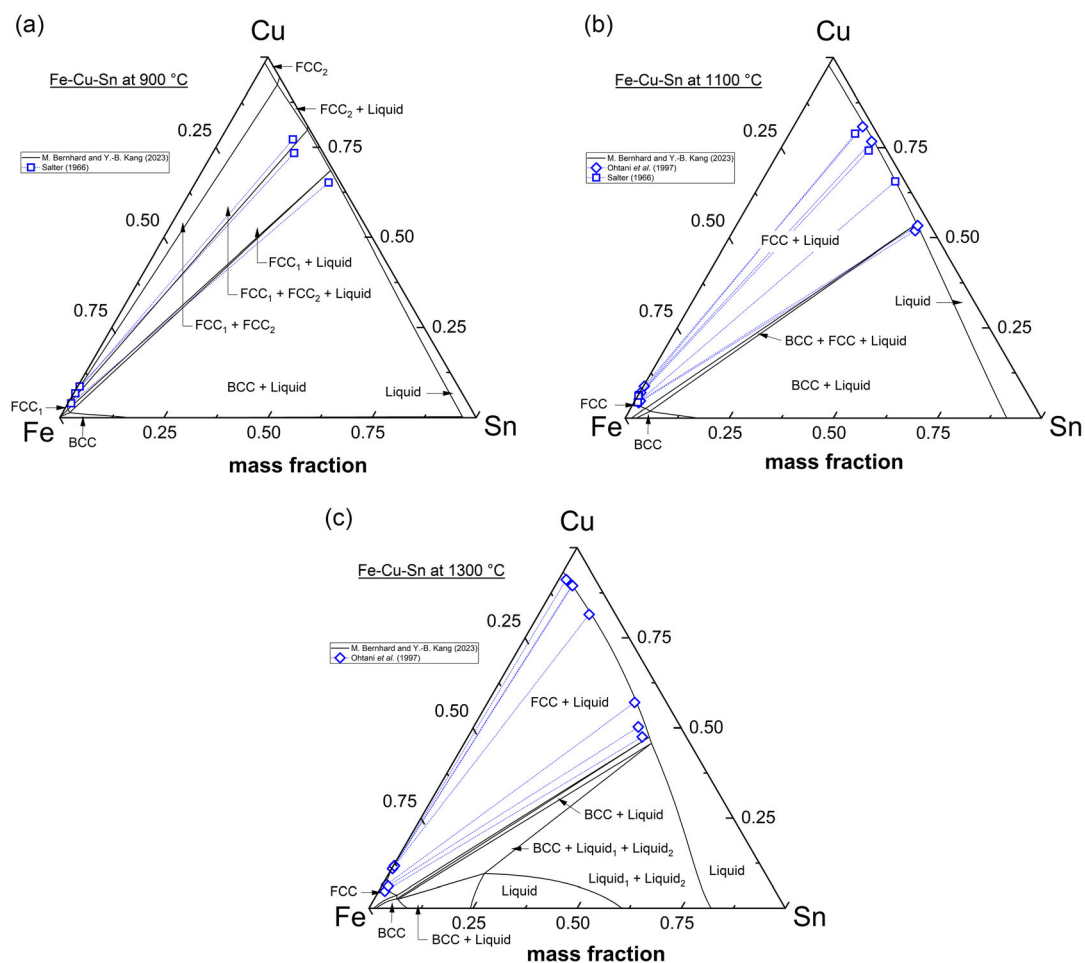 (a)
Cu
Fe-Cu-Sn at 900 °C
FCC₂
FCC₂ + Liquid
0.25
0.75
M. Bernhard and Y.-B. Kang (2023)
Salter (1966)
0.50
0.50
FCC₁ + Liquid
FCC₁ + FCC₂ + Liquid
0.75
FCC₁ + FCC₂
0.25
BCC + Liquid
Liquid
FCC₁
Fe
BCC
0.25
0.50
0.75
Sn
mass fraction
(b)
Cu
Fe-Cu-Sn at 1100 °C
0.25
0.75
M. Bernhard and Y.-B. Kang (2023)
Ohtani et al. (1997)
Salter (1966)
0.50
0.50
FCC + Liquid
Liquid
0.75
0.25
BCC + FCC + Liquid
BCC + Liquid
FCC
Fe
BCC
0.25
0.50
0.75
Sn
mass fraction
(c)
Cu
Fe-Cu-Sn at 1300 °C
0.25
0.75
M. Bernhard and Y.-B. Kang (2023)
Ohtani et al. (1997)
FCC + Liquid
0.50
0.50
0.75
BCC + Liquid
0.25
BCC + Liquid₁ + Liquid₂
Liquid₁ + Liquid₂
Liquid
Liquid
FCC
Fe
BCC
BCC + Liquid
0.25
0.50
0.75
Sn
mass fraction